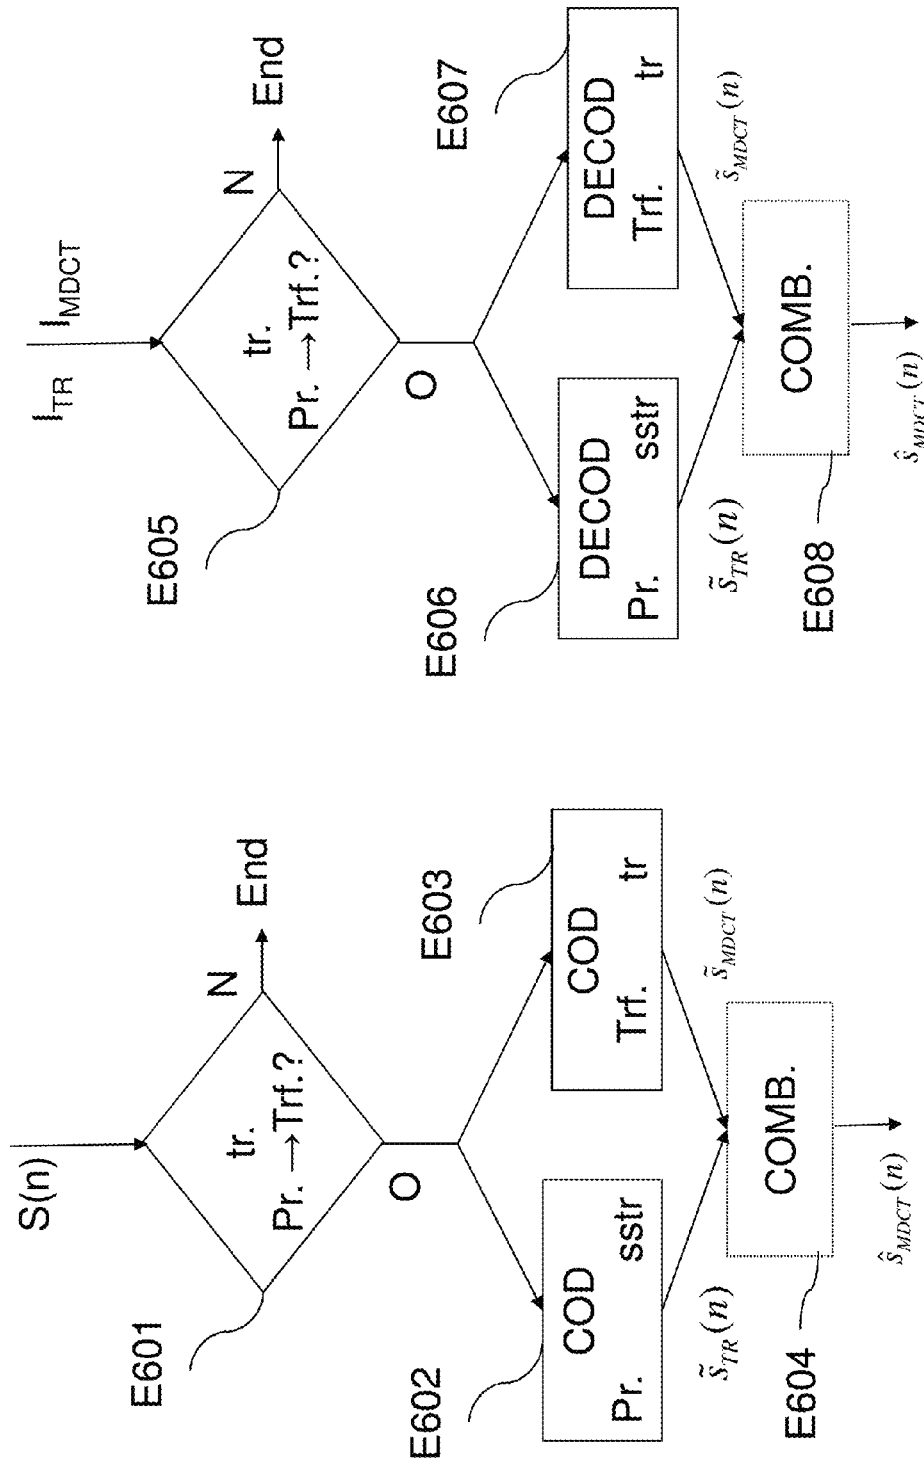 S(n)
E601
tr.
Pr. → Trf.?
N
End
O
E602
COD
Pr. sstr
E603
COD
Trf. tr
s̃TR(n)
s̃MDCT(n)
E604
COMB.
ŝMDCT(n)
ITR
IMDCT
E605
tr.
Pr. → Trf.?
N
End
O
E606
DECOD
Pr. sstr
E607
DECOD
Trf. tr
s̃TR(n)
s̃MDCT(n)
E608
COMB.
ŝMDCT(n)